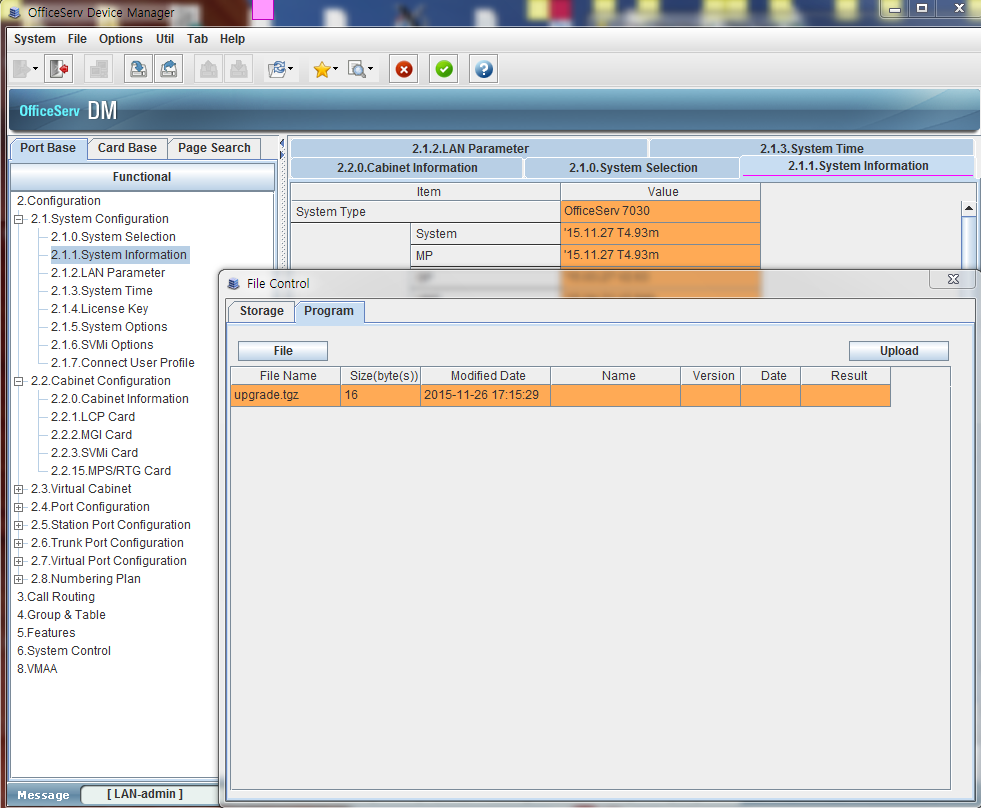 OfficeServ Device Manager
System File Options Util Tab Help
OfficeServ DM
Port Base Card Base Page Search
Functional
2.Configuration
2.1.System Configuration
2.1.0.System Selection
2.1.1.System Information
2.1.2.LAN Parameter
2.1.3.System Time
2.1.4.License Key
2.1.5.System Options
2.1.6.SVMi Options
2.1.7.Connect User Profile
2.2.Cabinet Configuration
2.2.0.Cabinet Information
2.2.1.LCP Card
2.2.2.MGI Card
2.2.3.SVMi Card
2.2.15.MPS/RTG Card
2.3.Virtual Cabinet
2.4.Port Configuration
2.5.Station Port Configuration
2.6.Trunk Port Configuration
2.7.Virtual Port Configuration
2.8.Numbering Plan
3.Call Routing
4.Group & Table
5.Features
6.System Control
8.VMAA
2.1.2.LAN Parameter 2.1.3.System Time
2.2.0.Cabinet Information 2.1.0.System Selection 2.1.1.System Information
Item Value
System Type OfficeServ 7030
System '15.11.27 T4.93m
MP '15.11.27 T4.93m
File Control
Storage Program
File Upload
File Name Size(byte(s)) Modified Date Name Version Date Result
upgrade.tgz 16 2015-11-26 17:15:29
Message [ LAN-admin ]